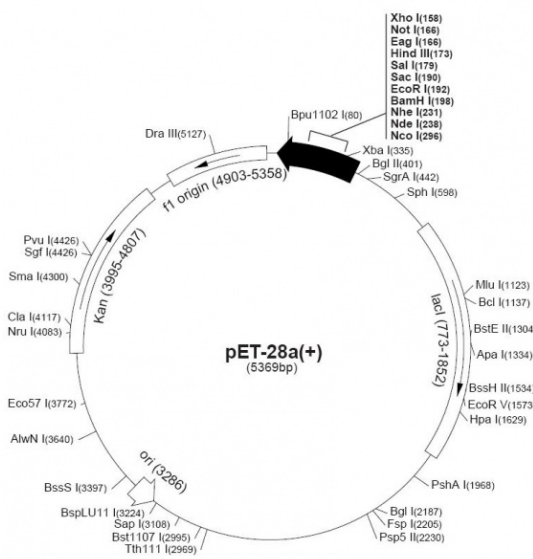 Xho I(158)
Not I(166)
Eag I(166)
Hind III(173)
Sal I(179)
Sac I(190)
EcoR I(192)
BamH I(198)
Nhe I(231)
Nde I(238)
Nco I(296)
Bpu1102 I(80)
Dra III(5127)
Xba I(335)
Bgl II(401)
SgrA I(442)
Sph I(598)
f1 origin (4903-5358)
Pvu I(4426)
Sgf I(4426)
Sma I(4300)
Kan (3995-4807)
Cla I(4117)
Nru I(4083)
Mlu I(1123)
Bcl I(1137)
BstE II(1304)
Apa I(1334)
lacI (773-1852)
BssH II(1534)
EcoR V(1573)
Hpa I(1629)
pET-28a(+)
(5369bp)
Eco57 I(3772)
AlwN I(3640)
ori (3286)
BssS I(3397)
BspLU11 I(3224)
Sap I(3108)
Bst1107 I(2995)
Tth111 I(2969)
PshA I(1968)
Bgl I(2187)
Fsp I(2205)
Psp5 II(2230)